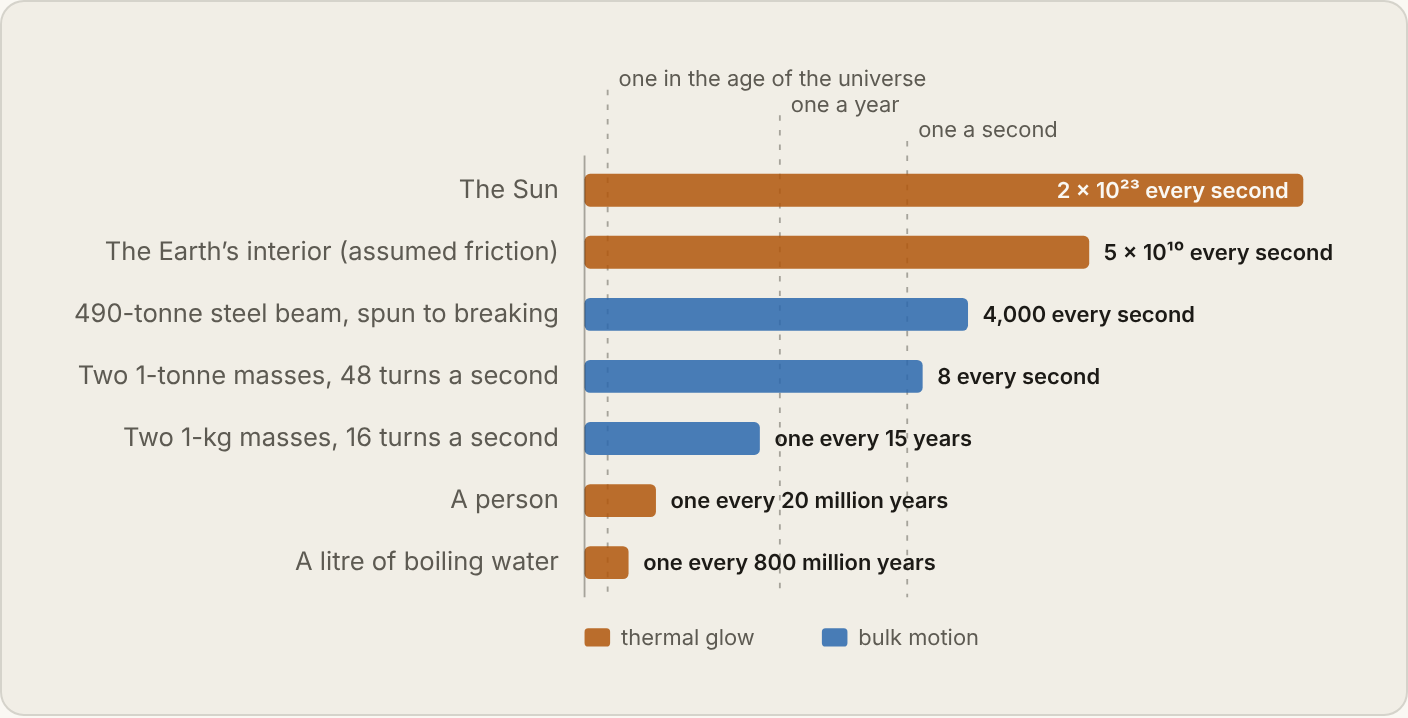 one in the age of the universe
one a year
one a second
The Sun
2 × 10²³ every second
The Earth’s interior (assumed friction)
5 × 10¹⁰ every second
490-tonne steel beam, spun to breaking
4,000 every second
Two 1-tonne masses, 48 turns a second
8 every second
Two 1-kg masses, 16 turns a second
one every 15 years
A person
one every 20 million years
A litre of boiling water
one every 800 million years
thermal glow
bulk motion